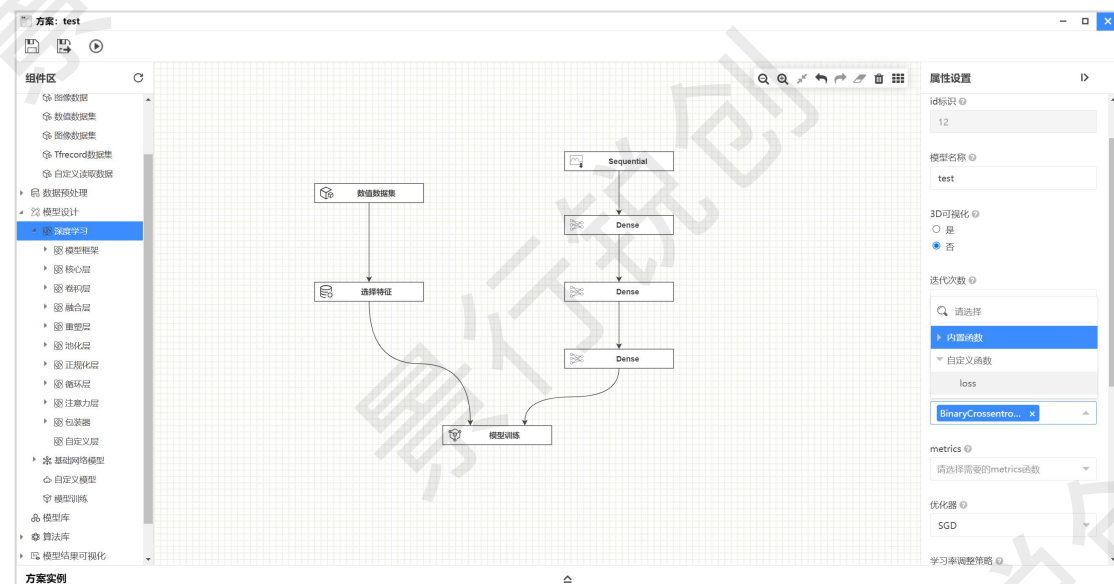 方案：test
组件区
图像数据
数值数据集
图像数据集
Tfrecord数据集
自定义读取数据
数据预处理
模型设计
深度学习
模型框架
核心层
卷积层
融合层
重塑层
池化层
正规化层
循环层
注意力层
包装器
自定义层
基础网络模型
自定义模型
模型训练
模型库
算法库
模型结果可视化
方案实例
数值数据集
选择特征
Sequential
Dense
Dense
Dense
模型训练
属性设置
id标识
12
模型名称
test
3D可视化
是
否
迭代次数
请选择
内置函数
自定义函数
loss
BinaryCrossentro... ×
metrics
请选择需要的metrics函数
优化器
SGD
学习率调整策略
景行锐创